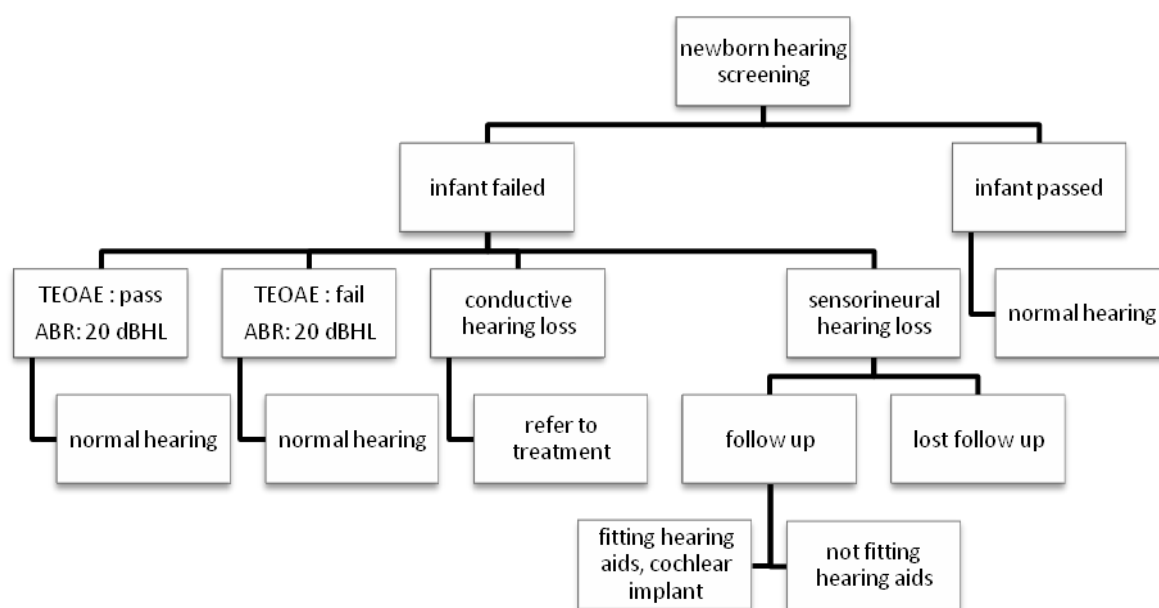 newborn hearing
screening
infant failed
infant passed
TEOAE : pass
ABR: 20 dBHL
TEOAE : fail
ABR: 20 dBHL
conductive
hearing loss
sensorineural
hearing loss
normal hearing
normal hearing
normal hearing
refer to
treatment
follow up
lost follow up
fitting hearing
aids, cochlear
implant
not fitting
hearing aids